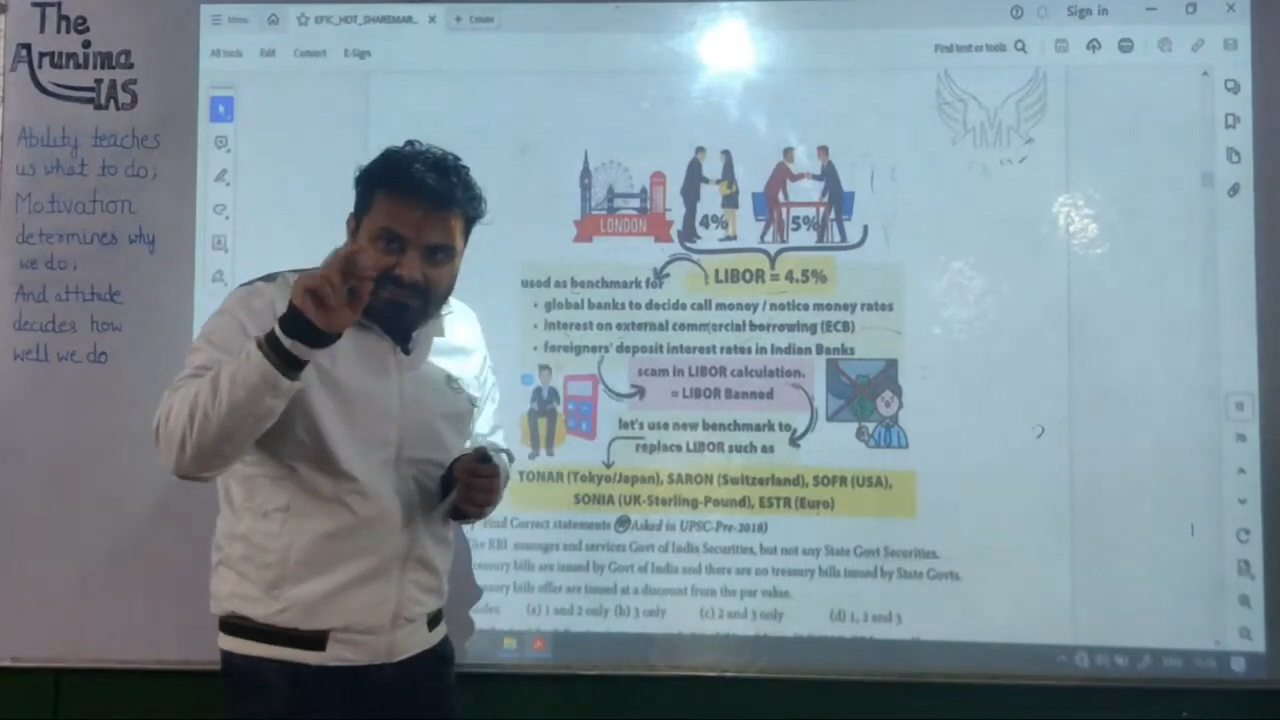 The
Arunima
IAS
Ability teaches
us what to do;
Motivation
determines why
we do;
And attitude
decides how
well we do
Menu
EFIC_HDT_SHAREMAR...
+ Create
Sign in
All tools Edit Convert E-Sign
Find text or tools
LONDON
4%
5%
LIBOR = 4.5%
used as benchmark for
• global banks to decide call money / notice money rates
• interest on external commercial borrowing (ECB)
• foreigners' deposit interest rates in Indian Banks
scam in LIBOR calculation.
= LIBOR Banned
let's use new benchmark to
replace LIBOR such as
TONAR (Tokyo/Japan), SARON (Switzerland), SOFR (USA),
SONIA (UK-Sterling-Pound), ESTR (Euro)
Find Correct statements (Asked in UPSC-Pre-2018)
The RBI manages and services Govt of India Securities, but not any State Govt Securities.
bills are issued by Govt of India and there are no treasury bills issued by State Govts.
bills offer are issued at a discount from the par value.
(a) 1 and 2 only (b) 3 only (c) 2 and 3 only (d) 1, 2 and 3